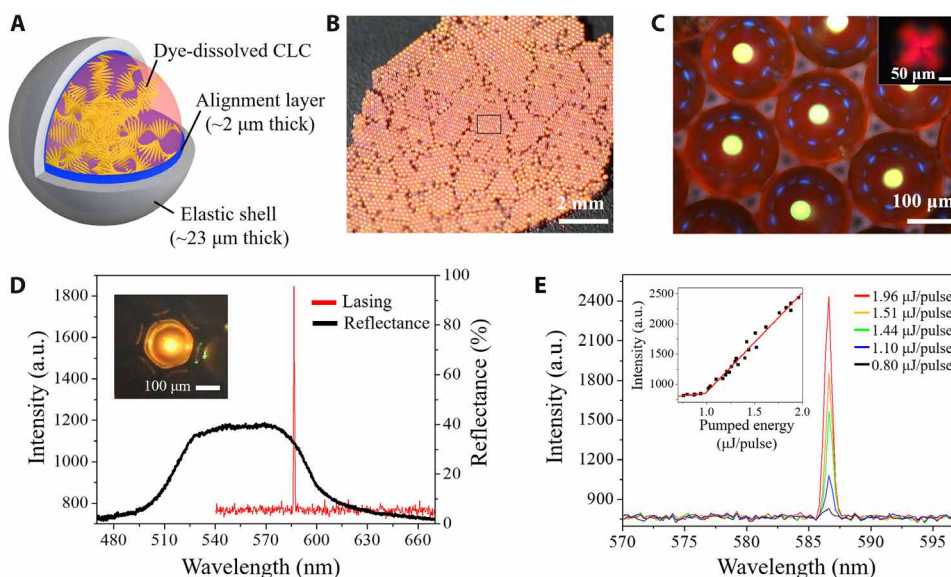 A
Dye-dissolved CLC
Alignment layer
(~2 μm thick)
Elastic shell
(~23 μm thick)
B
2 mm
C
50 μm
100 μm
D
1800
1600
1400
1200
1000
800
Intensity (a.u.)
100
80
60
40
20
0
Reflectance (%)
Lasing
Reflectance
100 μm
480 510 540 570 600 630 660
Wavelength (nm)
E
2400
2100
1800
1500
1200
900
Intensity (a.u.)
1.96 μJ/pulse
1.51 μJ/pulse
1.44 μJ/pulse
1.10 μJ/pulse
0.80 μJ/pulse
2500
2000
1500
1000
Intensity (a.u.)
1.0 1.5 2.0
Pumped energy
(μJ/pulse)
570 575 580 585 590 595
Wavelength (nm)